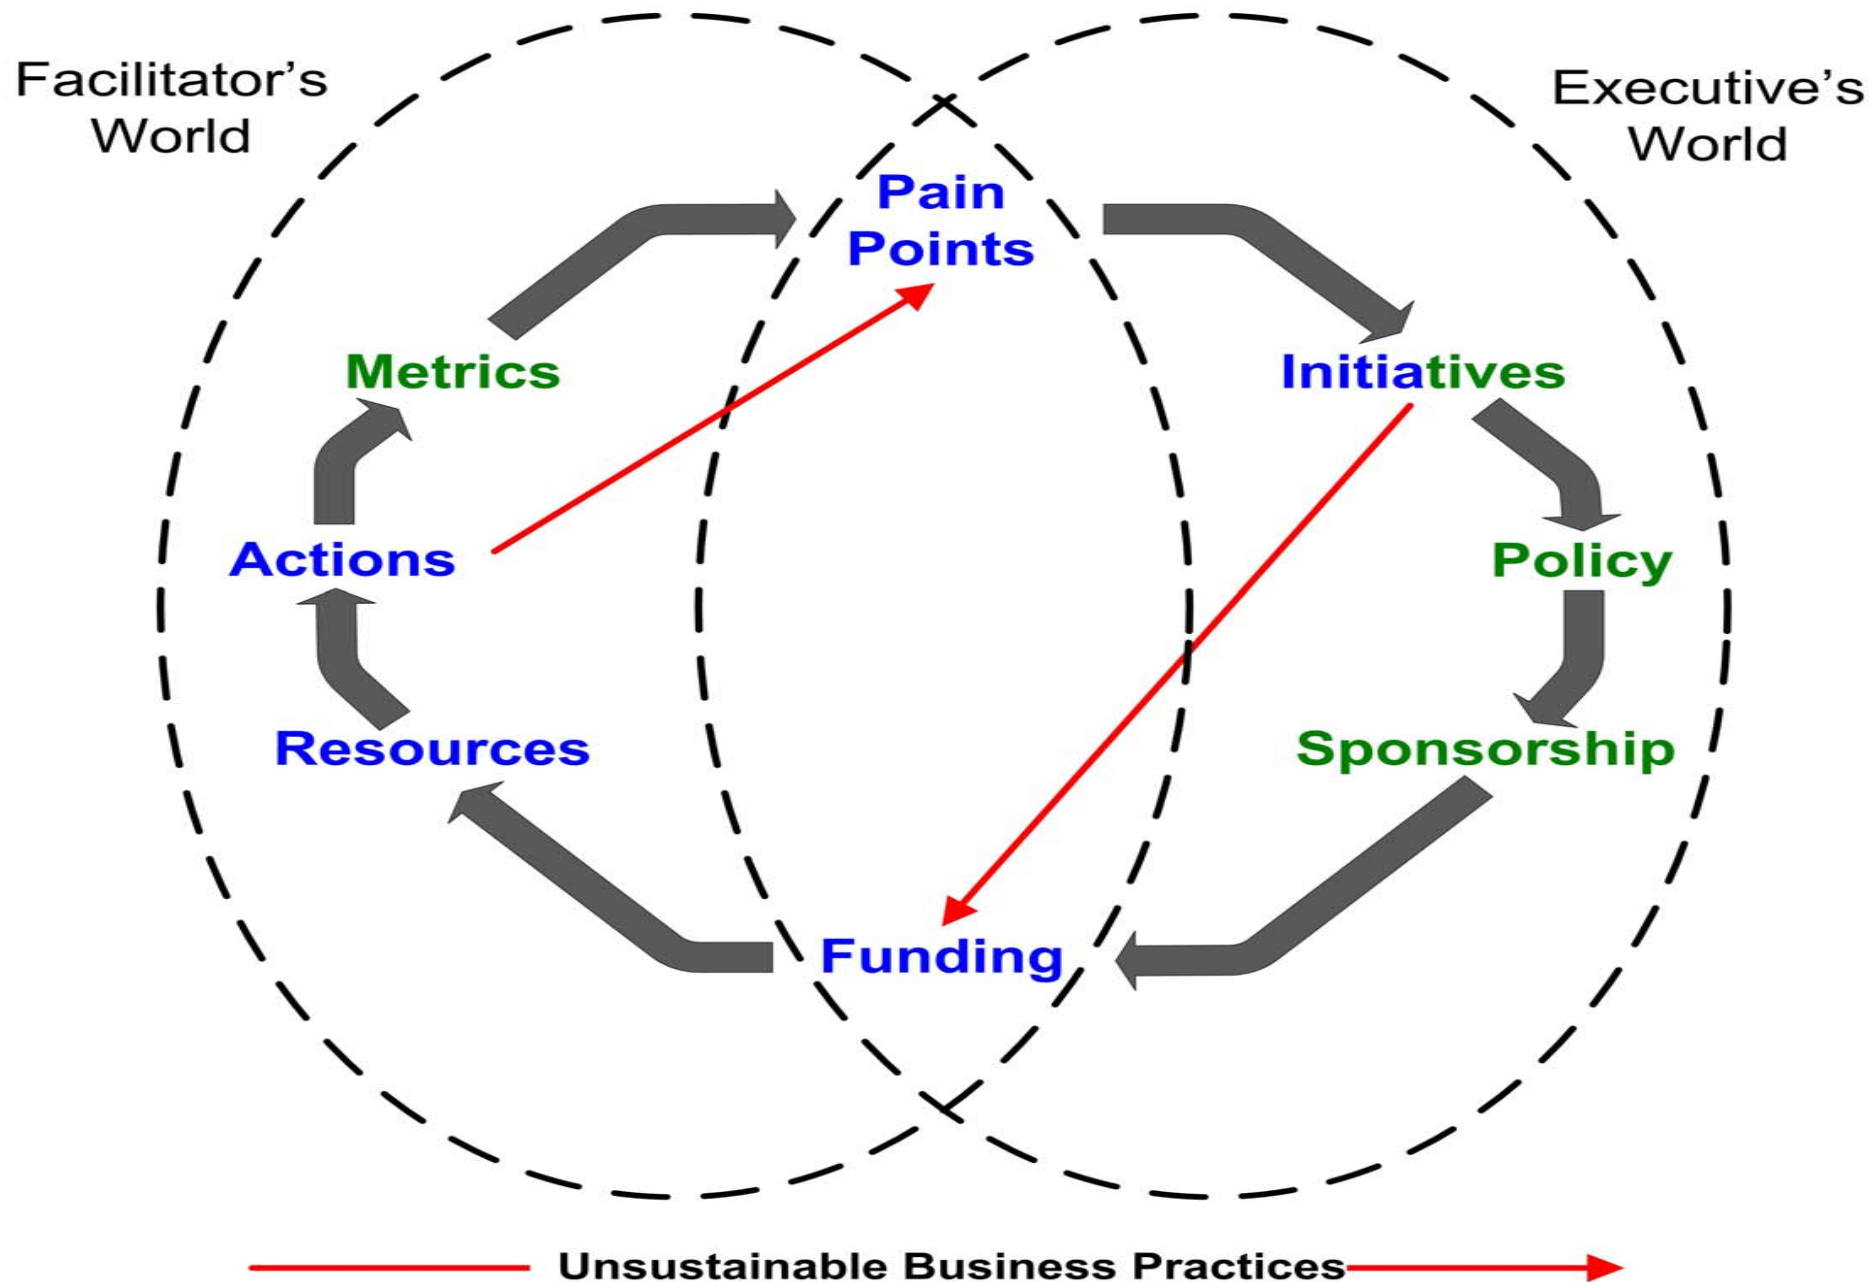 Facilitator's
World
Executive's
World
Pain
Points
Metrics
Initiatives
Actions
Policy
Resources
Sponsorship
Funding
Unsustainable Business Practices